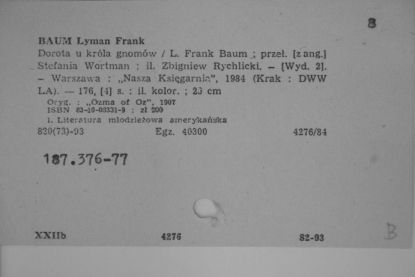 8
BAUM Lyman Frank
Dorota u króla gnomów / L. Frank Baum ; przeł. [z ang.]
Stefania Wortman ; il. Zbigniew Rychlicki. — [Wyd. 2].
— Warszawa : „Nasza Księgarnia", 1984 (Krak : DWW
LA). — 176, [4] s. : il. kolor. ; 23 cm
Oryg. : „Ozma of Oz", 1907
ISBN 83-10-08331-9 : zł 200
1. Literatura młodzieżowa amerykańska
820(73)-93 Egz. 40300 4276/84
187.376-77
XXIIb 4276 82-93
B